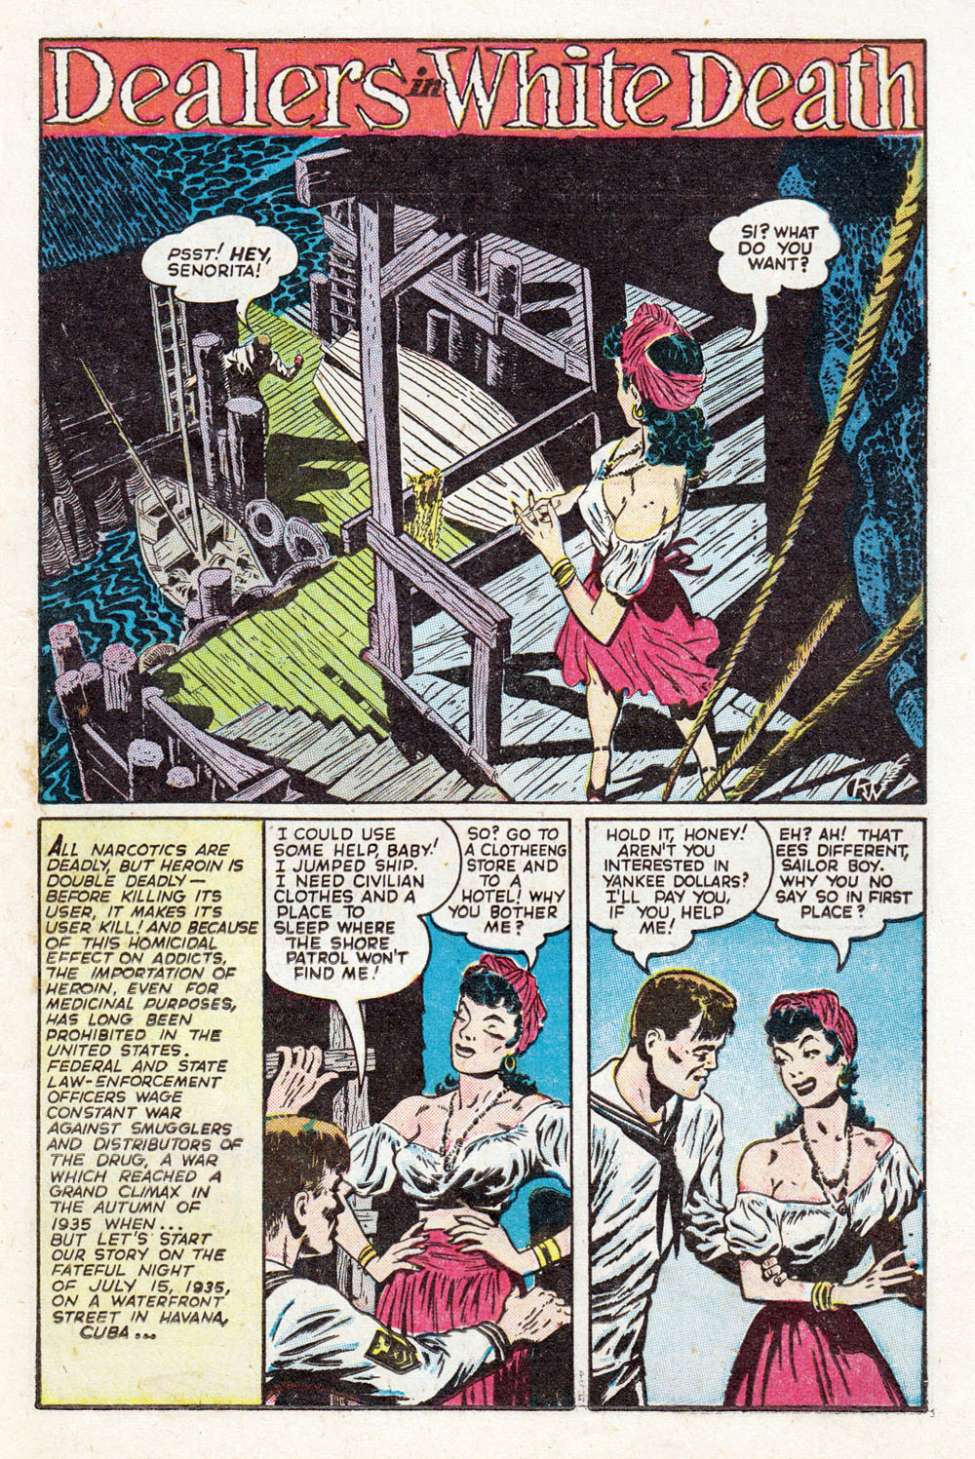 Dealers in White Death
PSST! HEY,
SENORITA!
SI? WHAT
DO YOU
WANT?
ALL NARCOTICS ARE
DEADLY, BUT HEROIN IS
DOUBLE DEADLY—
BEFORE KILLING ITS
USER, IT MAKES ITS
USER KILL! AND BECAUSE
OF THIS HOMICIDAL
EFFECT ON ADDICTS,
THE IMPORTATION OF
HEROIN, EVEN FOR
MEDICINAL PURPOSES,
HAS LONG BEEN
PROHIBITED IN THE
UNITED STATES.
FEDERAL AND STATE
LAW-ENFORCEMENT
OFFICERS WAGE
CONSTANT WAR
AGAINST SMUGGLERS
AND DISTRIBUTORS OF
THE DRUG, A WAR
WHICH REACHED A
GRAND CLIMAX IN
THE AUTUMN OF
1935 WHEN...
BUT LET'S START
OUR STORY ON THE
FATEFUL NIGHT
OF JULY 15, 1935,
ON A WATERFRONT
STREET IN HAVANA,
CUBA...
I COULD USE
SOME HELP, BABY!
I JUMPED SHIP.
I NEED CIVILIAN
CLOTHES AND A
PLACE TO
SLEEP WHERE
THE SHORE
PATROL WON'T
FIND ME!
SO? GO TO
A CLOTHEENG
STORE AND
TO A
HOTEL! WHY
YOU BOTHER
ME?
HOLD IT, HONEY!
AREN'T YOU
INTERESTED IN
YANKEE DOLLARS?
I'LL PAY YOU,
IF YOU HELP
ME!
EH? AH! THAT
EES DIFFERENT,
SAILOR BOY.
WHY YOU NO
SAY SO IN FIRST
PLACE?